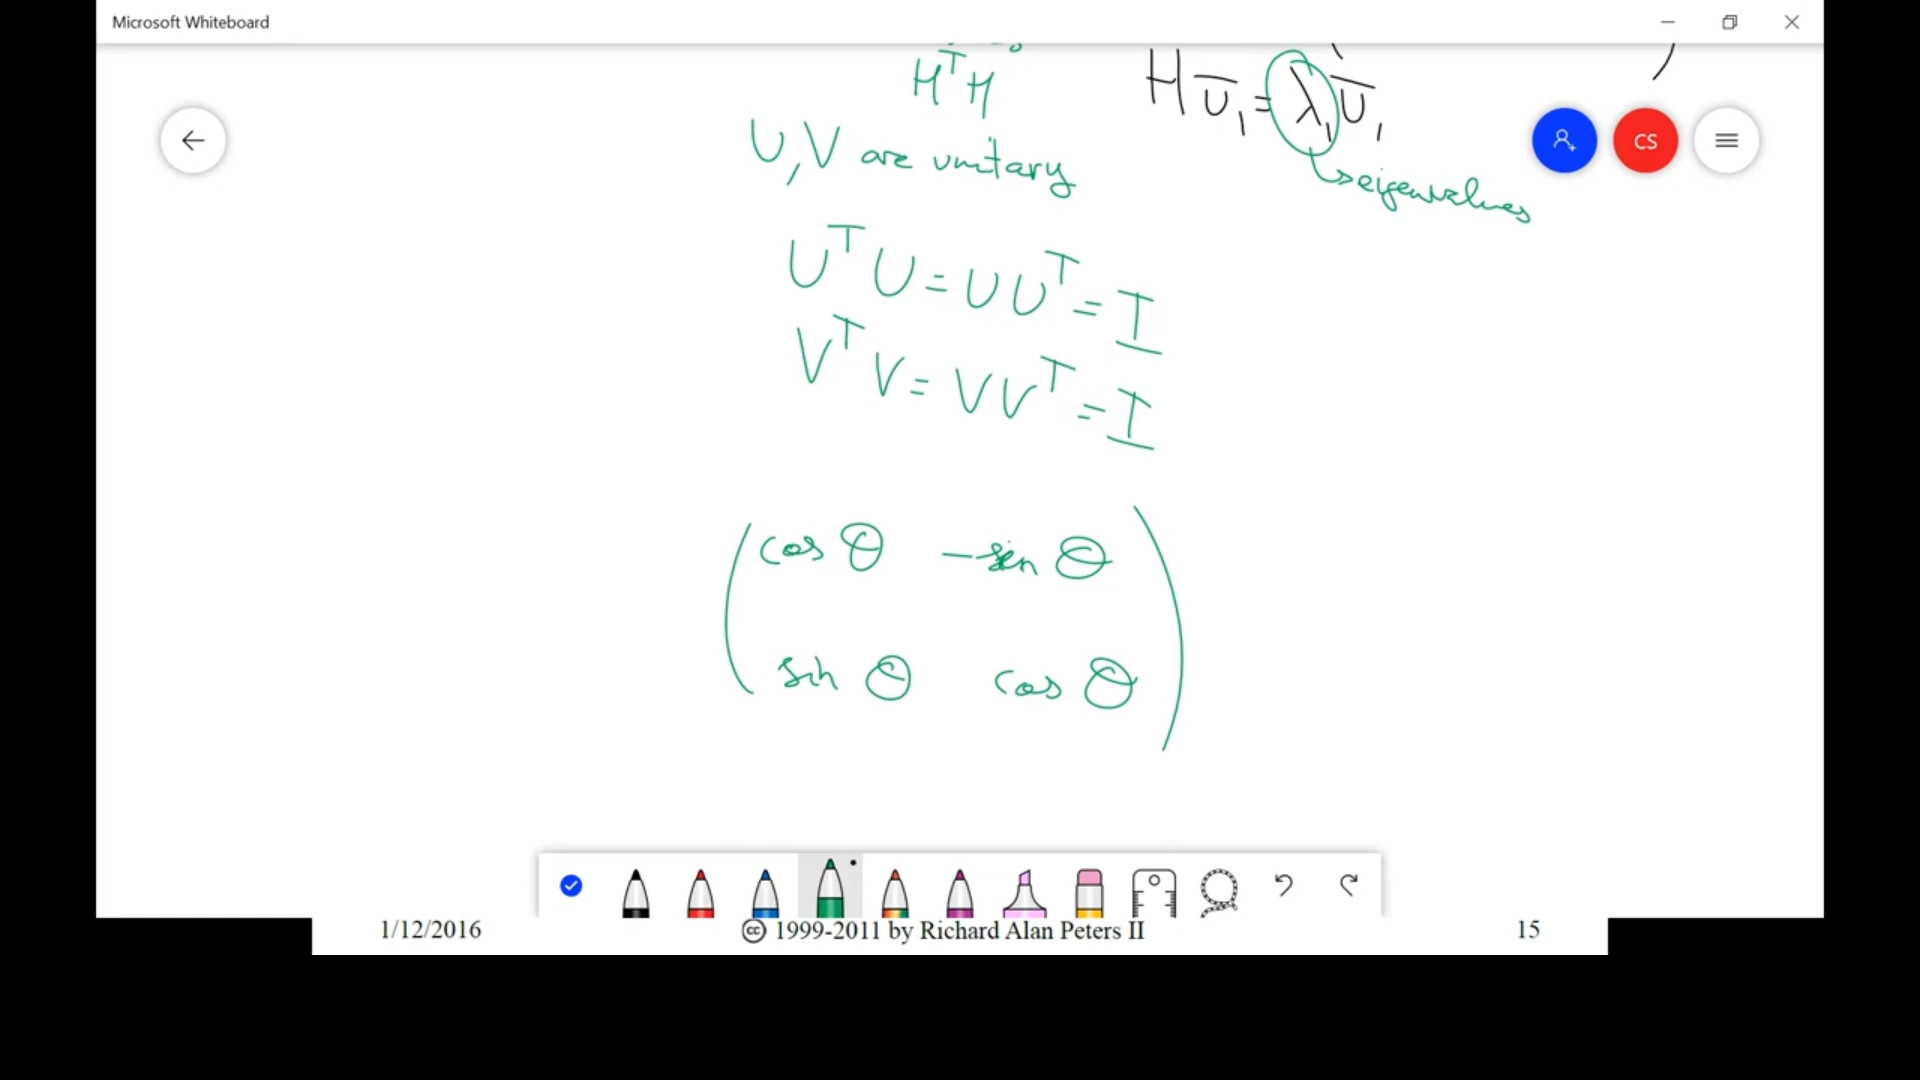 Microsoft Whiteboard
HᵀH
H u̅₁ = λ₁ u̅₁
CS
U, V are unitary
eigenvalues
UᵀU = UUᵀ = I
VᵀV = VVᵀ = I
cos θ −sin θ
sin θ cos θ
1/12/2016 🄯 1999-2011 by Richard Alan Peters II 15